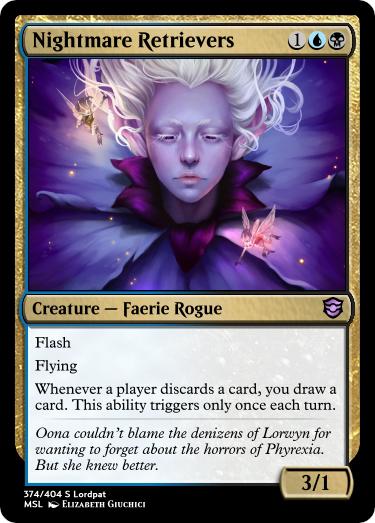 Nightmare Retrievers 1
Creature — Faerie Rogue
Flash
Flying
Whenever a player discards a card, you draw a
card. This ability triggers only once each turn.
Oona couldn't blame the denizens of Lorwyn for
wanting to forget about the horrors of Phyrexia.
But she knew better.
3/1
374/404 S Lordpat
MSL Elizabeth Giuchici